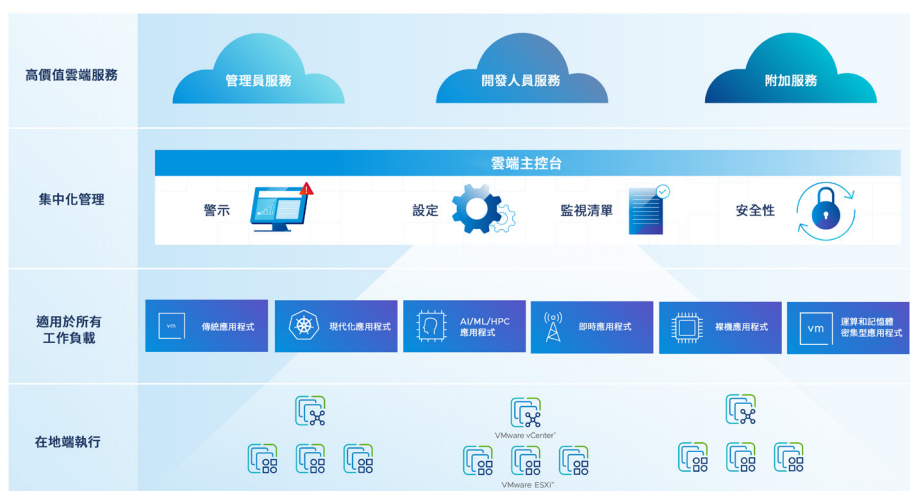 高價值雲端服務
管理員服務
開發人員服務
附加服務
集中化管理
雲端主控台
警示
設定
監視清單
安全性
適用於所有
工作負載
vm
傳統應用程式
現代化應用程式
AI/ML/HPC
應用程式
即時應用程式
裸機應用程式
vm
運算和記憶體
密集型應用程式
在地端執行
VMware vCenter™
VMware ESXi™